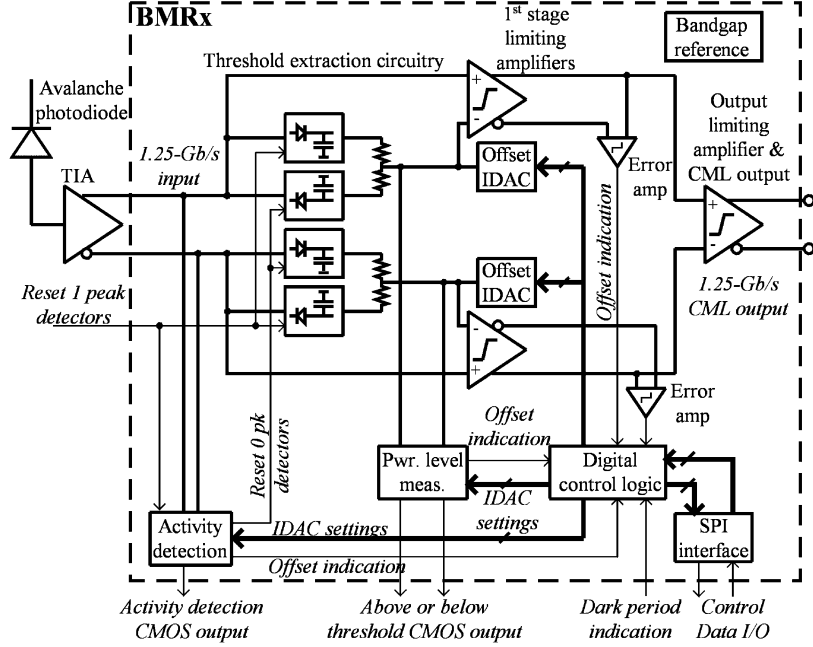 BMRx
1st stage
limiting
amplifiers
Bandgap
reference
Threshold extraction circuitry
Avalanche
photodiode
1.25-Gb/s
input
TIA
+
-
Offset
IDAC
Error
amp
Output
limiting
amplifier &
CML output
+
-
1.25-Gb/s
CML output
Offset indication
Offset
IDAC
Reset 1 peak
detectors
-
+
Error
amp
Reset 0 pk
detectors
Offset
indication
Pwr. level
meas.
IDAC
settings
Digital
control logic
Activity
detection
IDAC settings
Offset indication
SPI
interface
Activity detection
CMOS output
Above or below
threshold CMOS output
Dark period
indication
Control
Data I/O